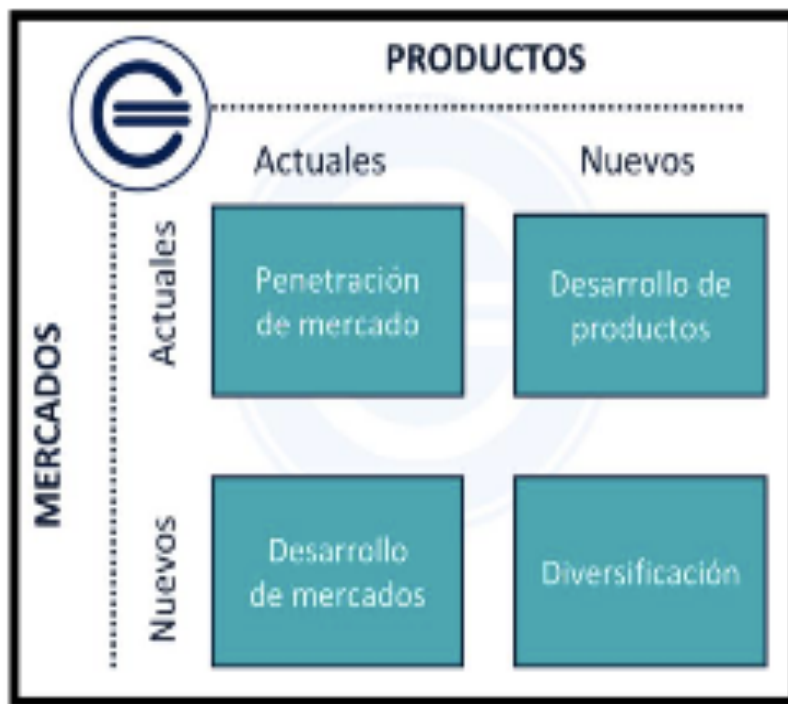 PRODUCTOS
Actuales
Nuevos
MERCADOS
Actuales
Penetración
de mercado
Desarrollo de
productos
Nuevos
Desarrollo
de mercados
Diversificación